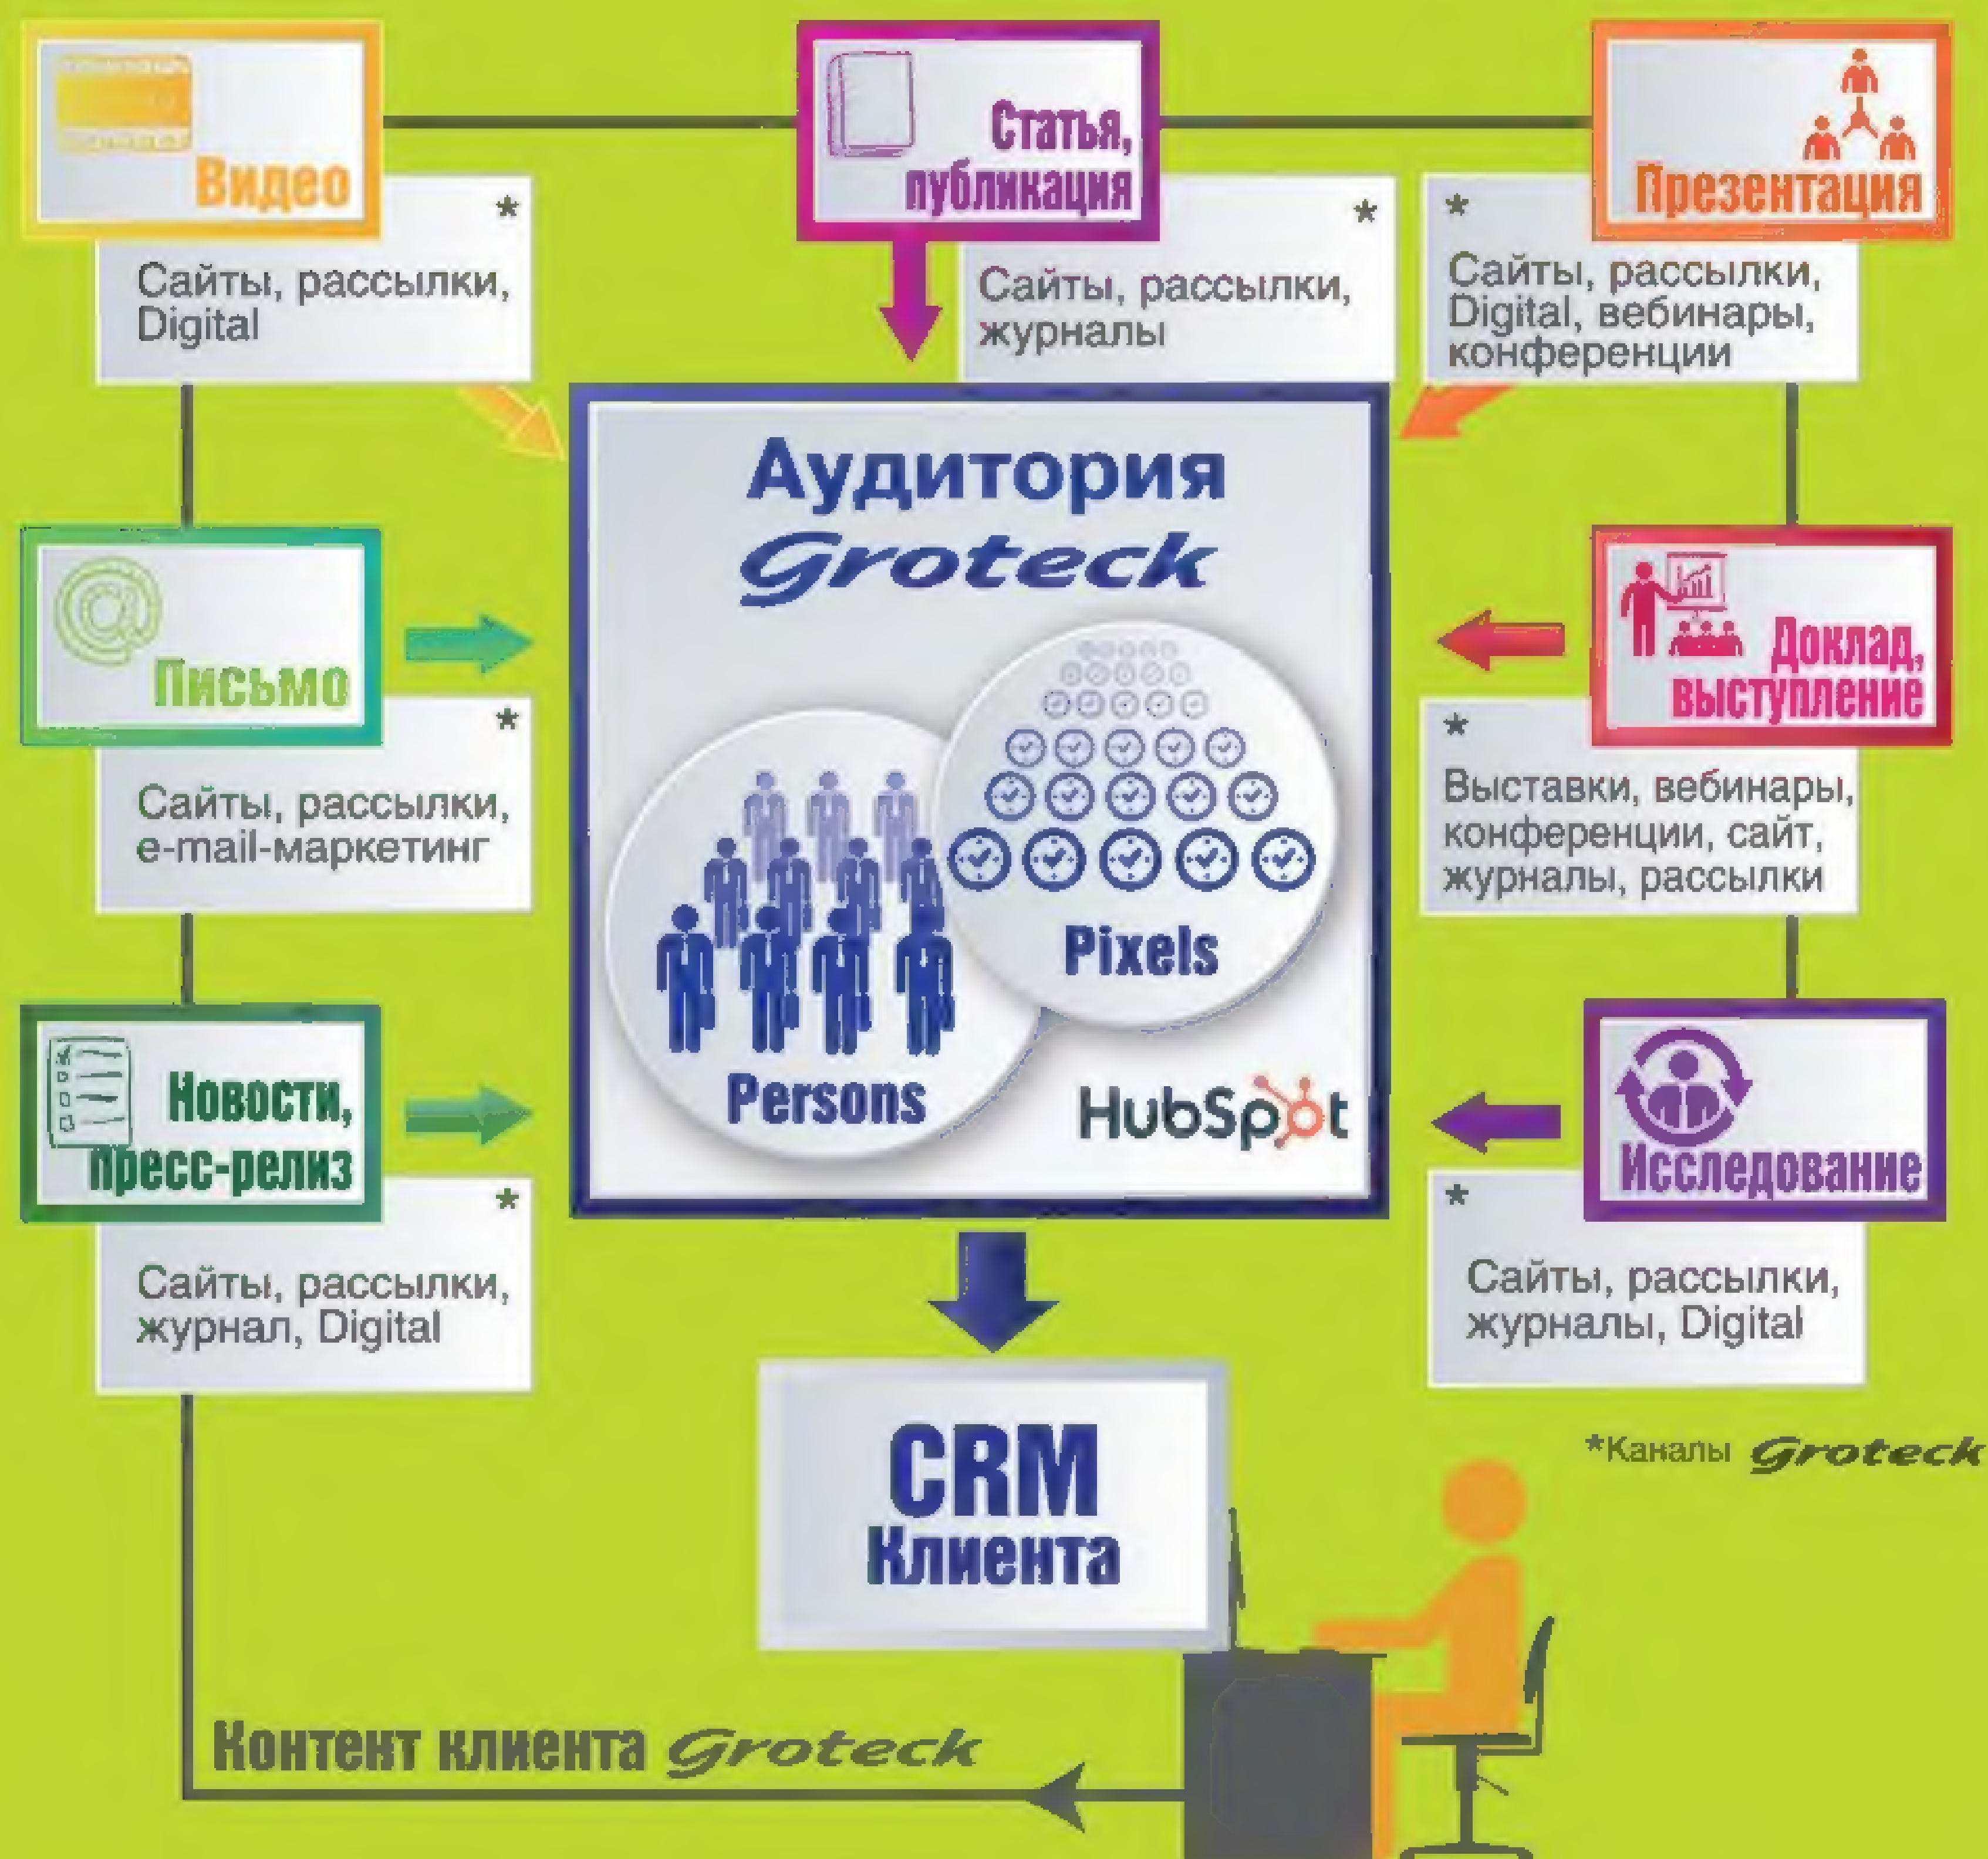 Видео
*
Сайты, рассылки,
Digital
Статья,
публикация
*
Сайты, рассылки,
журналы
Презентация
*
Сайты, рассылки,
Digital, вебинары,
конференции
Аудитория
Groteck
Persons
Pixels
HubSpot
Письмо
*
Сайты, рассылки,
e-mail-маркетинг
Доклад,
выступление
*
Выставки, вебинары,
конференции, сайт,
журналы, рассылки
Новости,
пресс-релиз
*
Сайты, рассылки,
журнал, Digital
Исследование
*
Сайты, рассылки,
журналы, Digital
*Каналы Groteck
CRM
Клиента
Контент клиента Groteck